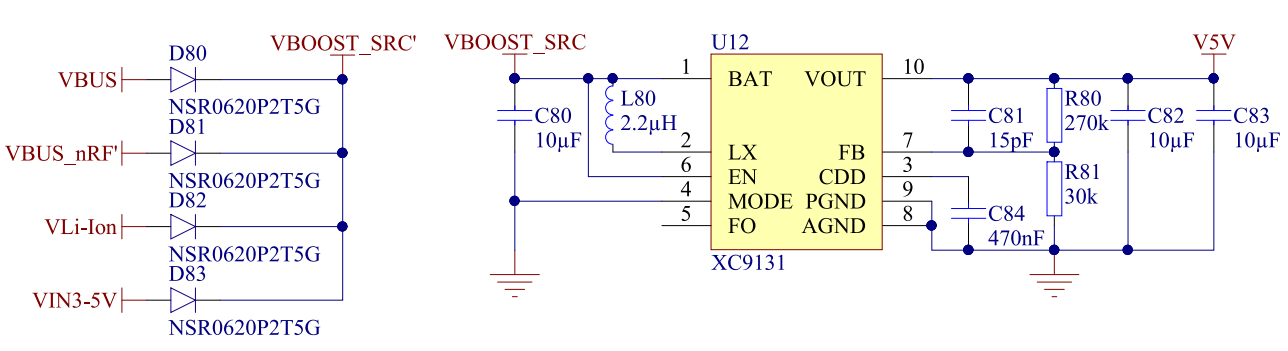 VBOOST_SRC'
D80
VBUS
NSR0620P2T5G
D81
VBUS_nRF'
NSR0620P2T5G
D82
VLi-Ion
NSR0620P2T5G
D83
VIN3-5V
NSR0620P2T5G
VBOOST_SRC
C80
10µF
L80
2.2µH
U12
1 BAT VOUT 10
2 LX FB 7
6 EN CDD 3
4 MODE PGND 9
5 FO AGND 8
XC9131
V5V
C81
15pF
R80
270k
C82
10µF
C83
10µF
R81
30k
C84
470nF